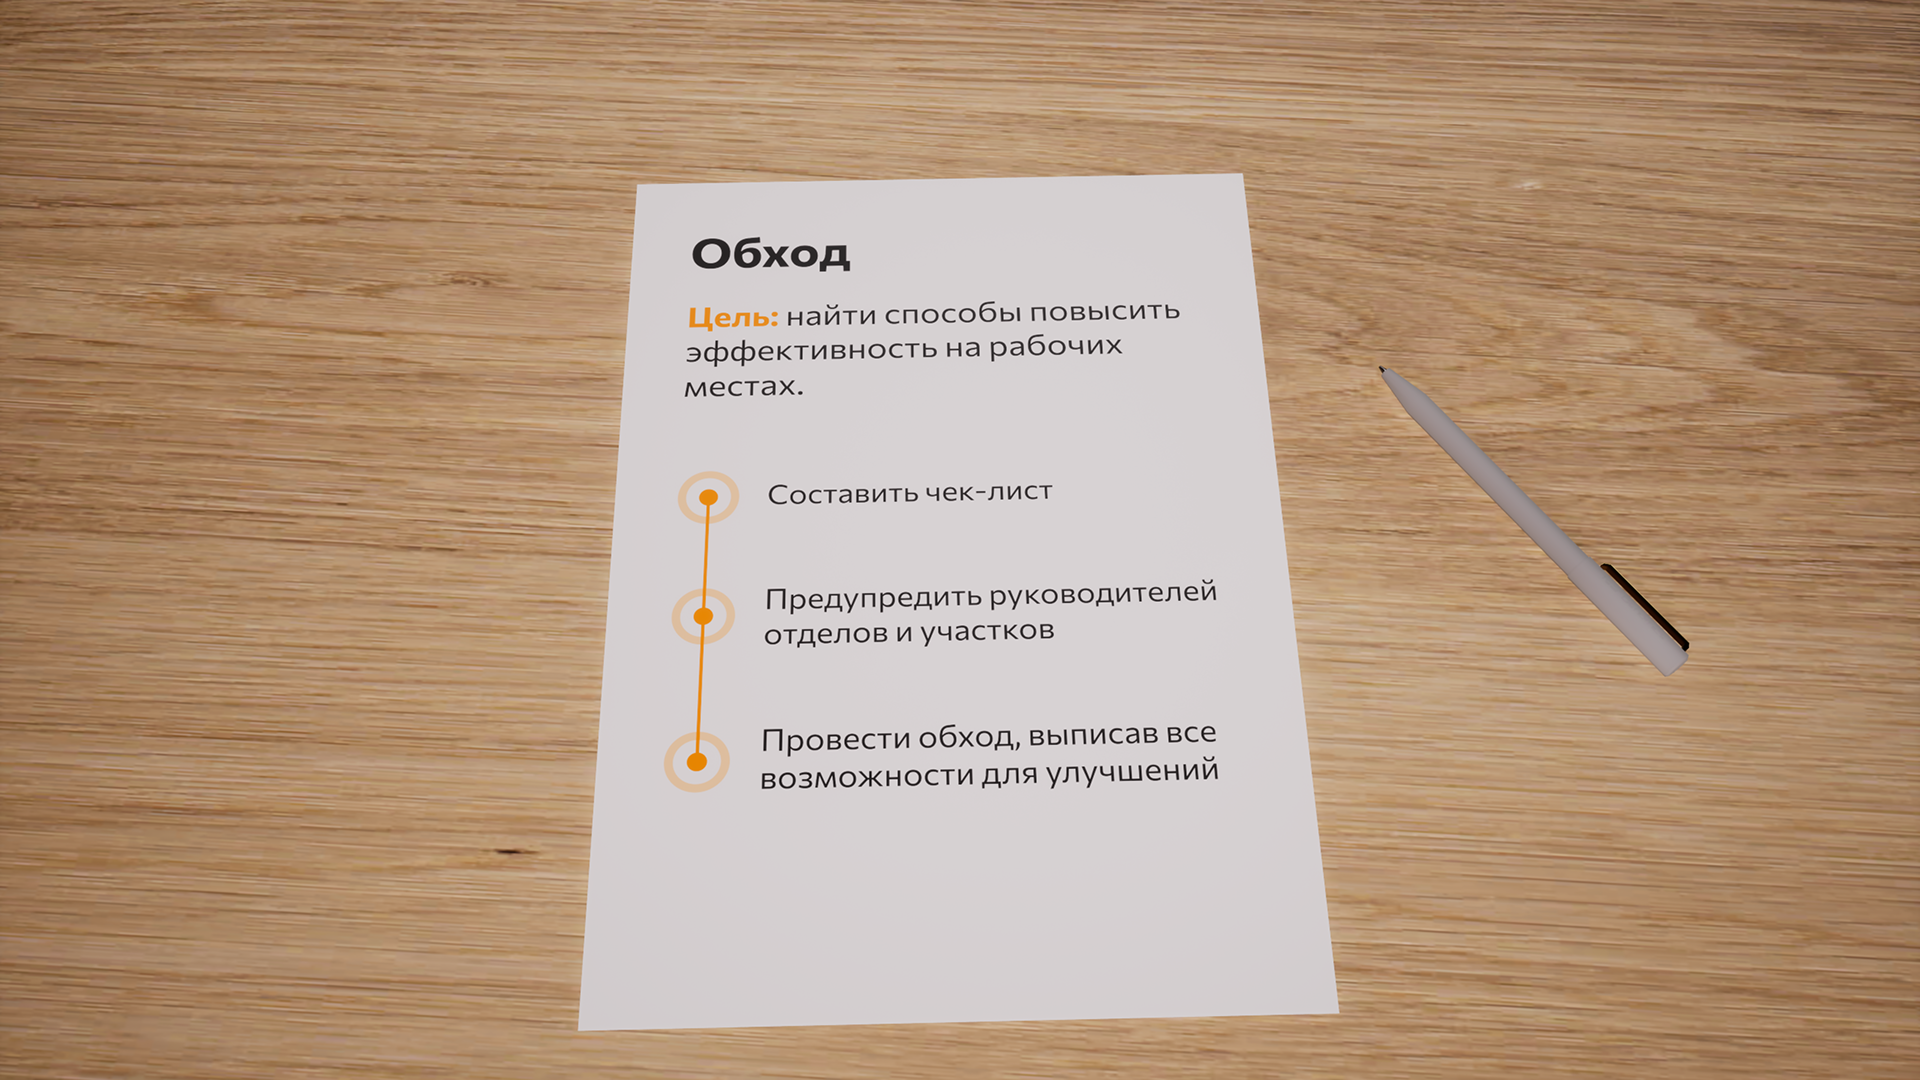 Обход
Цель: найти способы повысить
эффективность на рабочих
местах.
Составить чек-лист
Предупредить руководителей
отделов и участков
Провести обход, выписав все
возможности для улучшений